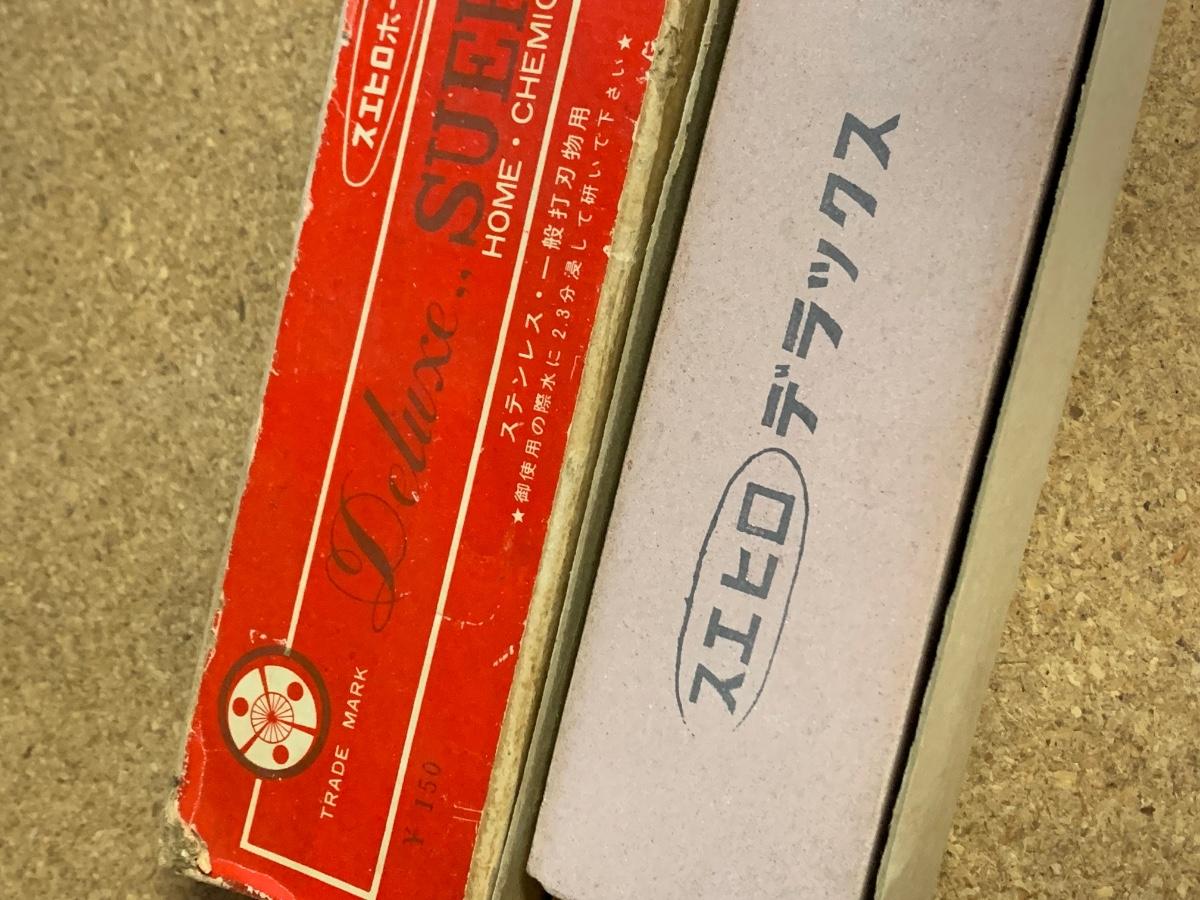 スエヒロホー
Deluxe „SUE
HOME・CHEMIC
ステンレス・一般打刃物用
★御使用の際水に2.3分浸して研いで下さい★
TRADE MARK
¥ 150
スエヒロ デラックス